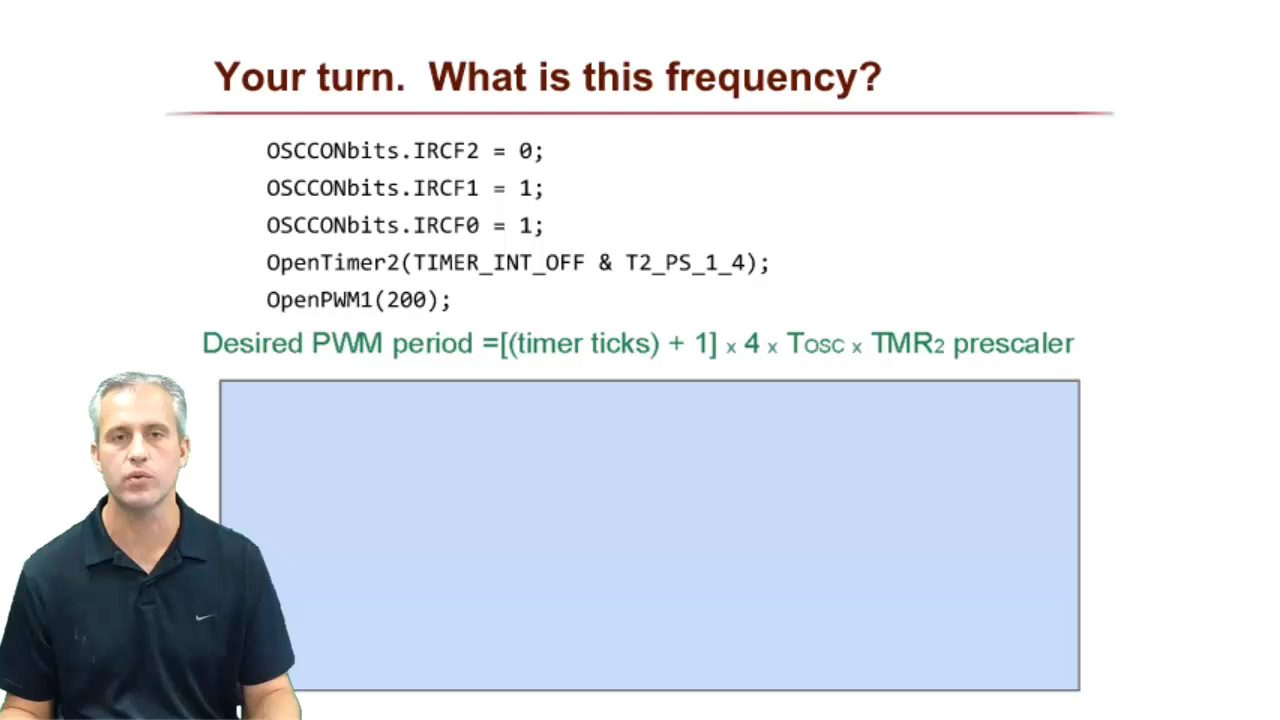 Your turn. What is this frequency?
OSCCONbits.IRCF2 = 0;
OSCCONbits.IRCF1 = 1;
OSCCONbits.IRCF0 = 1;
OpenTimer2(TIMER_INT_OFF & T2_PS_1_4);
OpenPWM1(200);
Desired PWM period =[(timer ticks) + 1] x 4 x Tosc x TMR2 prescaler